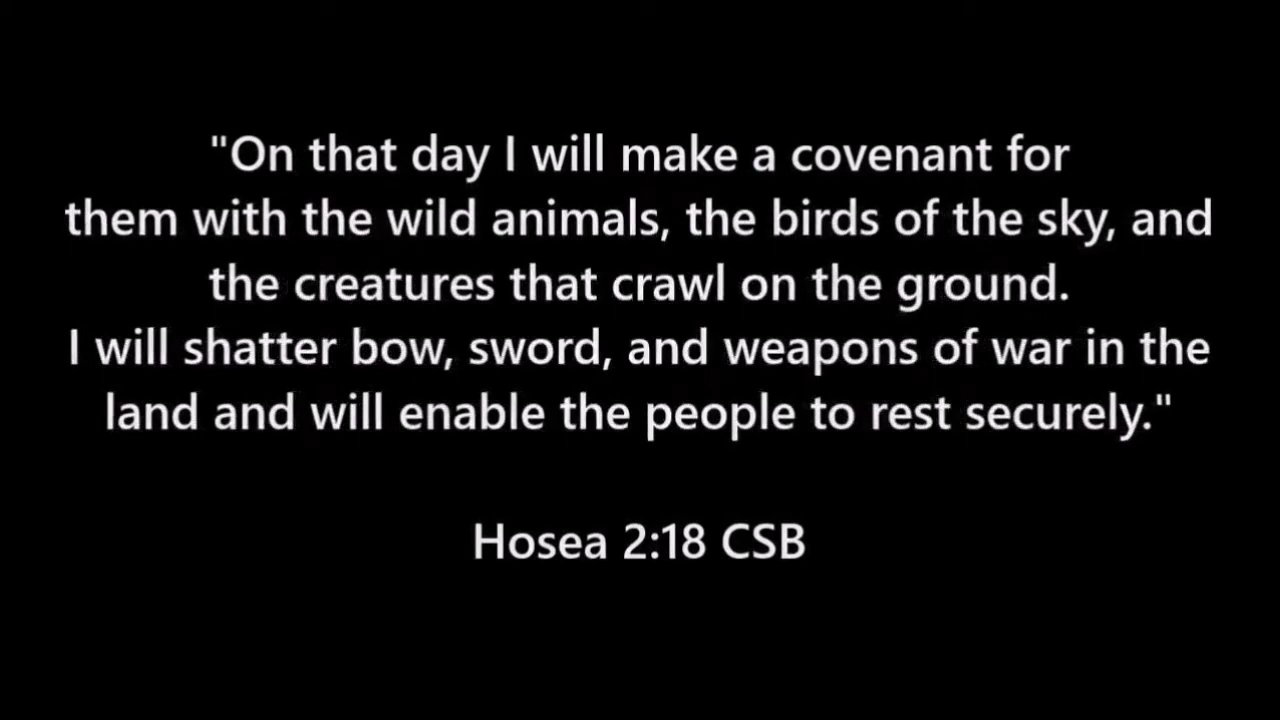 "On that day I will make a covenant for
them with the wild animals, the birds of the sky, and
the creatures that crawl on the ground.
I will shatter bow, sword, and weapons of war in the
land and will enable the people to rest securely."
Hosea 2:18 CSB